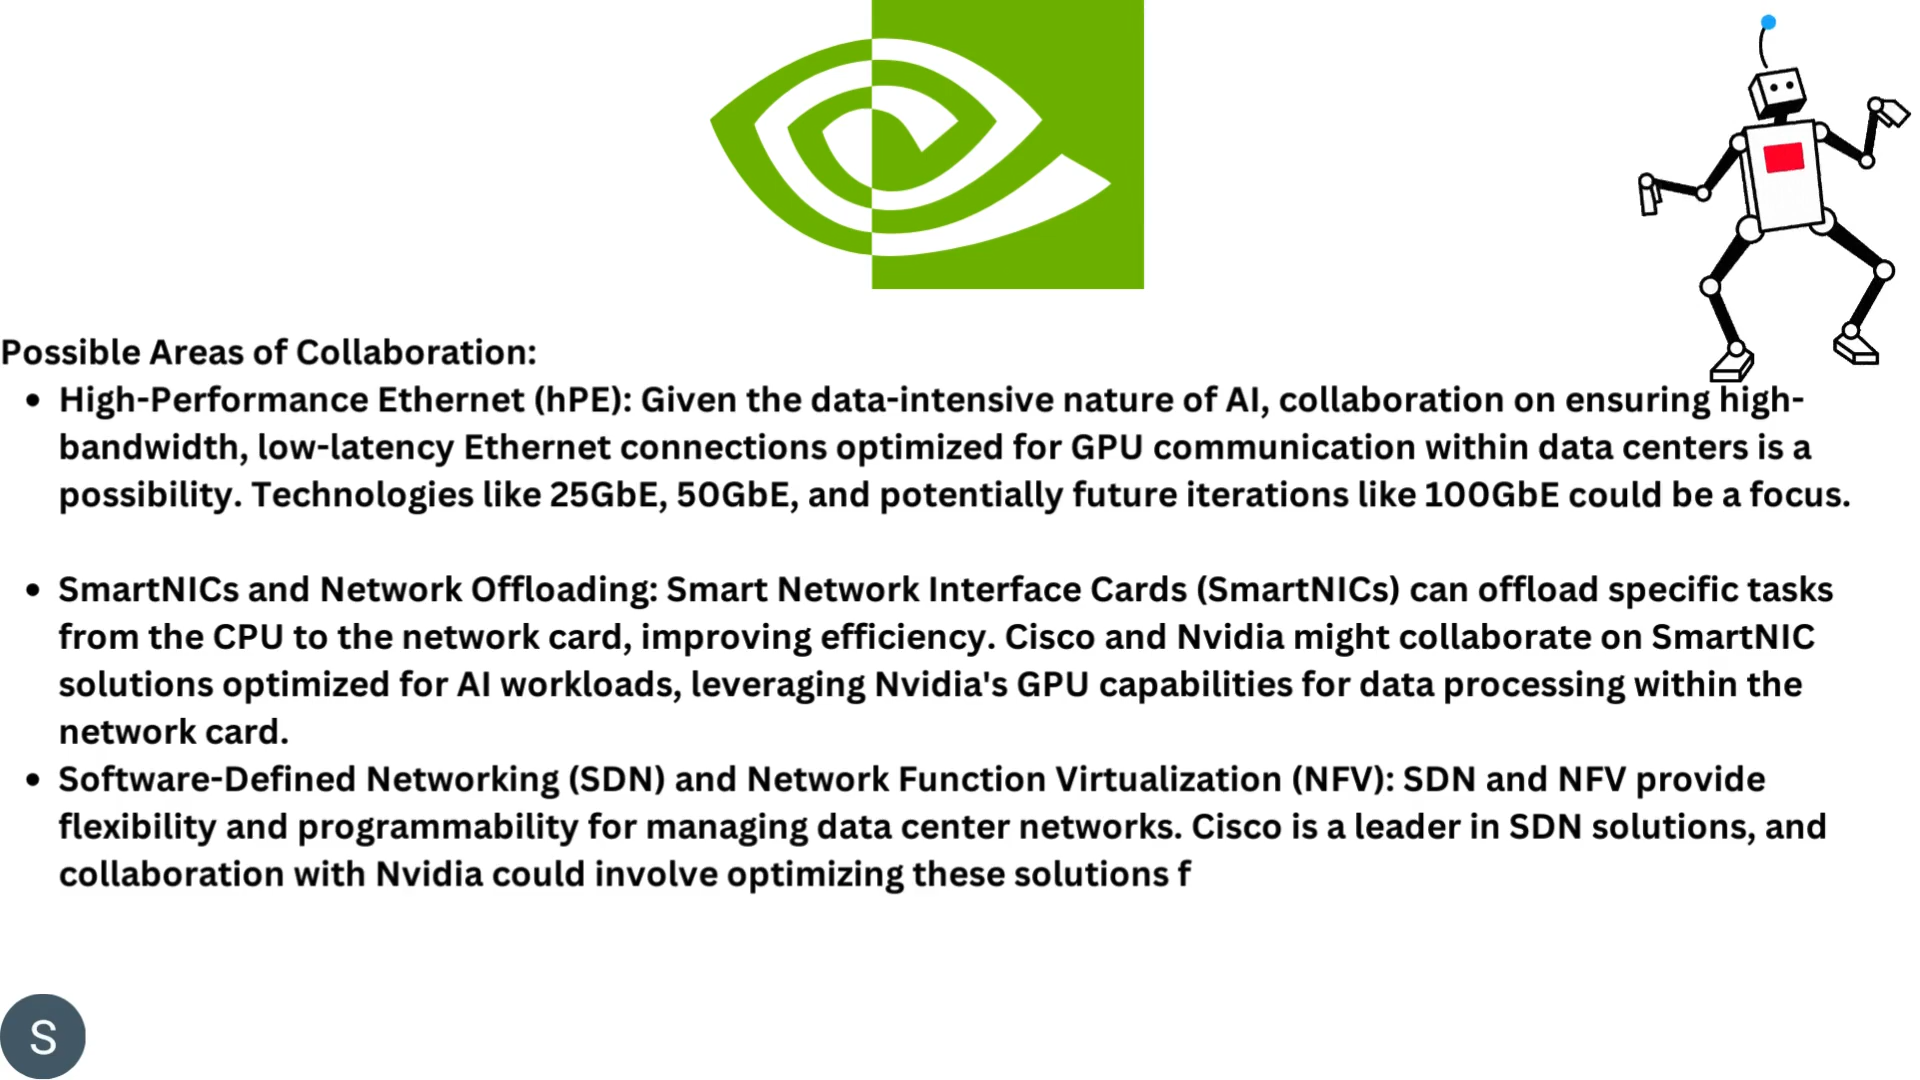 Possible Areas of Collaboration:
• High-Performance Ethernet (hPE): Given the data-intensive nature of AI, collaboration on ensuring high-
bandwidth, low-latency Ethernet connections optimized for GPU communication within data centers is a
possibility. Technologies like 25GbE, 50GbE, and potentially future iterations like 100GbE could be a focus.
• SmartNICs and Network Offloading: Smart Network Interface Cards (SmartNICs) can offload specific tasks
from the CPU to the network card, improving efficiency. Cisco and Nvidia might collaborate on SmartNIC
solutions optimized for AI workloads, leveraging Nvidia's GPU capabilities for data processing within the
network card.
• Software-Defined Networking (SDN) and Network Function Virtualization (NFV): SDN and NFV provide
flexibility and programmability for managing data center networks. Cisco is a leader in SDN solutions, and
collaboration with Nvidia could involve optimizing these solutions f
S